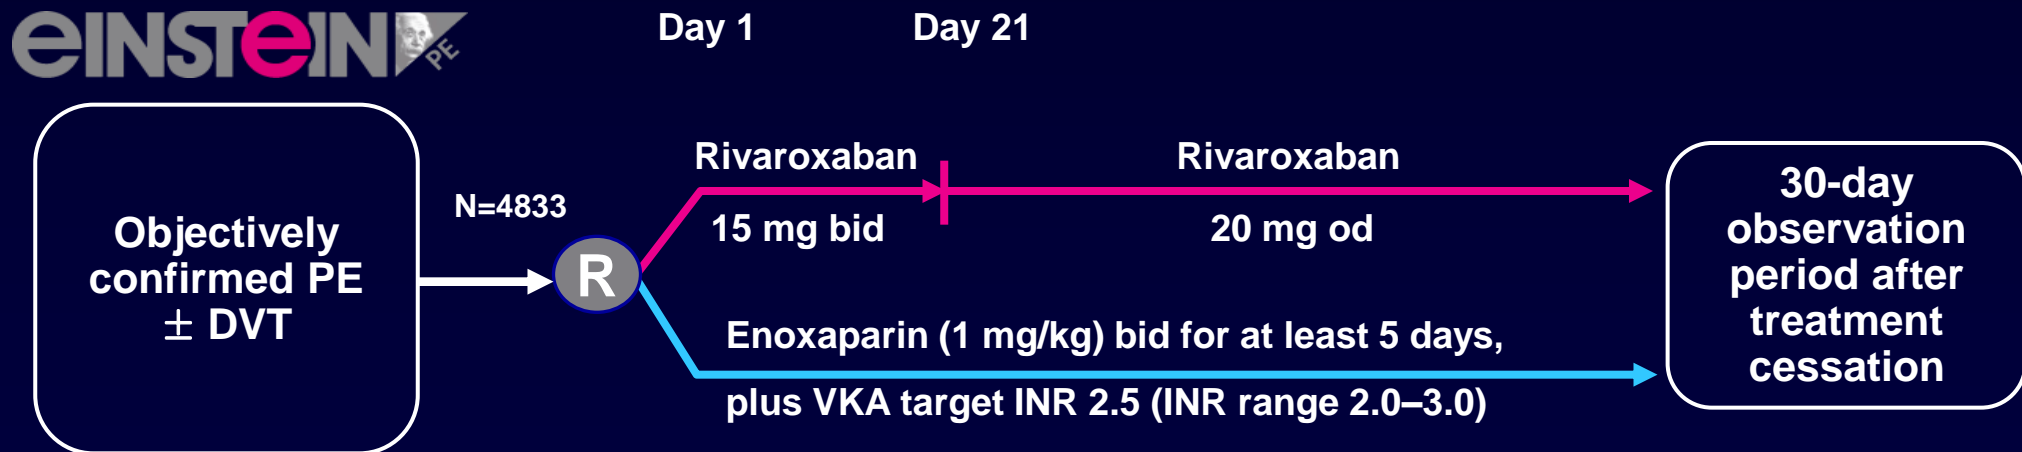 EINSTEIN PE
Day 1
Day 21
Objectively
confirmed PE
± DVT
N=4833
R
Rivaroxaban
15 mg bid
Rivaroxaban
20 mg od
Enoxaparin (1 mg/kg) bid for at least 5 days,
plus VKA target INR 2.5 (INR range 2.0–3.0)
30-day
observation
period after
treatment
cessation